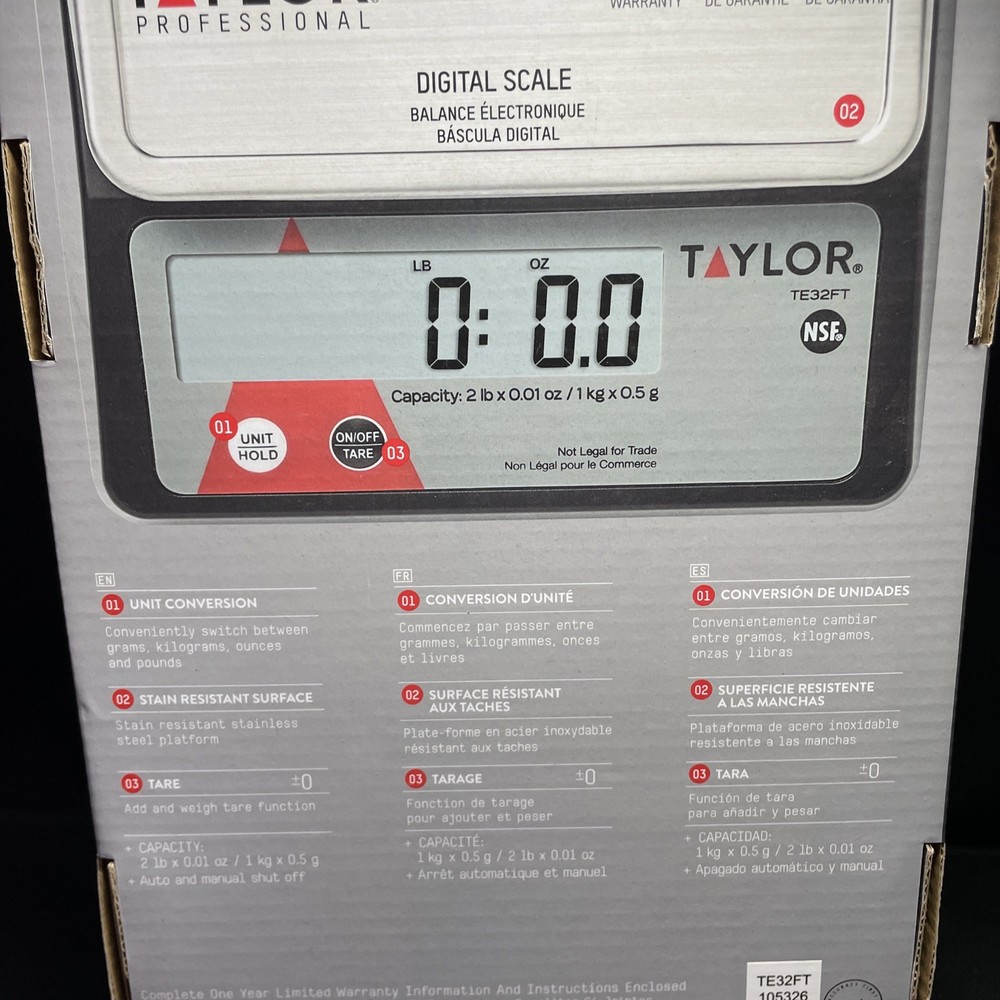 TAYLOR®
WARRANTY DE GARANTIE DE GARANTÍA
PROFESSIONAL
DIGITAL SCALE
BALANCE ÉLECTRONIQUE
BÁSCULA DIGITAL
02
LB OZ
0: 0.0
TAYLOR®
TE32FT
NSF®
Capacity: 2 lb x 0.01 oz / 1 kg x 0.5 g
01
UNIT
HOLD
ON/OFF
TARE
03
Not Legal for Trade
Non Légal pour le Commerce
EN
01 UNIT CONVERSION
Conveniently switch between
grams, kilograms, ounces
and pounds
02 STAIN RESISTANT SURFACE
Stain resistant stainless
steel platform
03 TARE ±0
Add and weigh tare function
+ CAPACITY:
2 lb x 0.01 oz / 1 kg x 0.5 g
+ Auto and manual shut off
FR
01 CONVERSION D'UNITÉ
Commencez par passer entre
grammes, kilogrammes, onces
et livres
02 SURFACE RÉSISTANT
AUX TACHES
Plate-forme en acier inoxydable
résistant aux taches
03 TARAGE ±0
Fonction de tarage
pour ajouter et peser
+ CAPACITÉ:
1 kg x 0.5 g / 2 lb x 0.01 oz
+ Arrêt automatique et manuel
ES
01 CONVERSIÓN DE UNIDADES
Convenientemente cambiar
entre gramos, kilogramos,
onzas y libras
02 SUPERFICIE RESISTENTE
A LAS MANCHAS
Plataforma de acero inoxidable
resistente a las manchas
03 TARA ±0
Función de tara
para añadir y pesar
+ CAPACIDAD:
1 kg x 0.5 g / 2 lb x 0.01 oz
+ Apagado automático y manual
Complete One Year Limited Warranty Information And Instructions Enclosed
TE32FT
105326